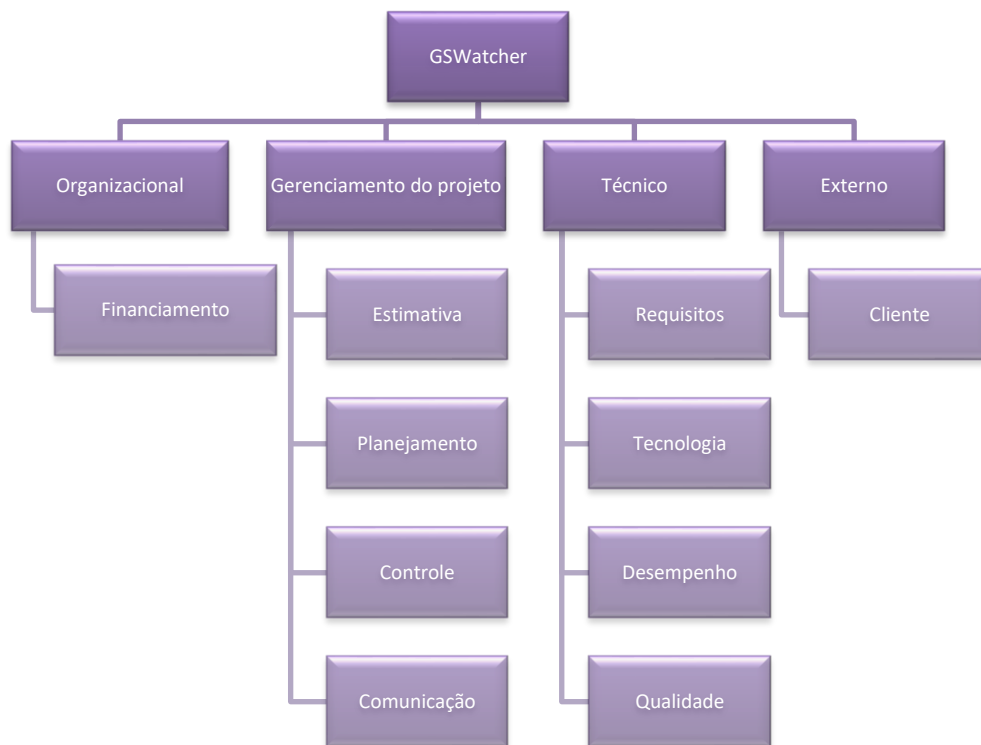 GSWatcher
Organizacional
Gerenciamento do projeto
Técnico
Externo
Financiamento
Estimativa
Requisitos
Cliente
Planejamento
Tecnologia
Controle
Desempenho
Comunicação
Qualidade